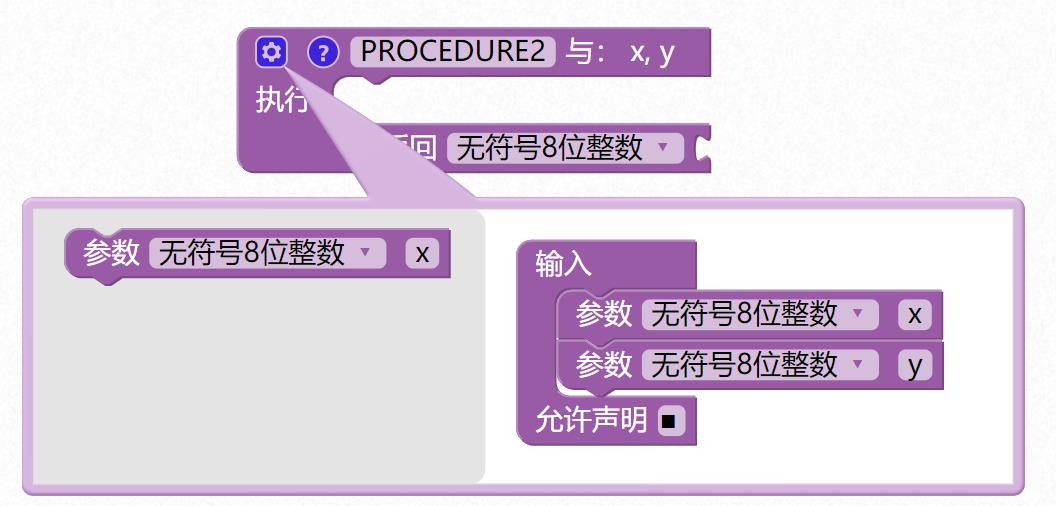 ? PROCEDURE2 与： x, y
执行
返回 无符号8位整数
参数 无符号8位整数 x
输入
参数 无符号8位整数 x
参数 无符号8位整数 y
允许声明